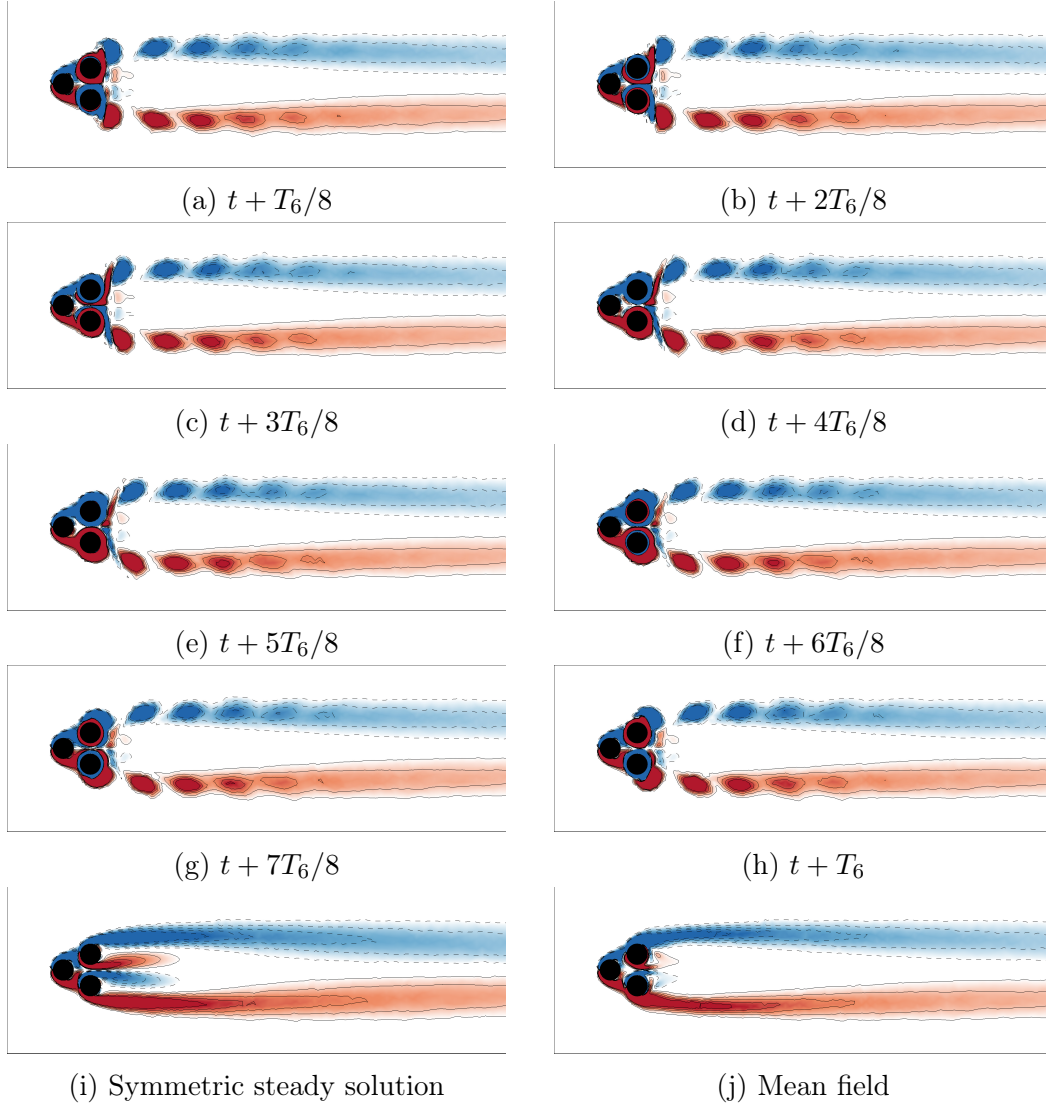 (a) t + T₆/8
(b) t + 2T₆/8
(c) t + 3T₆/8
(d) t + 4T₆/8
(e) t + 5T₆/8
(f) t + 6T₆/8
(g) t + 7T₆/8
(h) t + T₆
(i) Symmetric steady solution
(j) Mean field